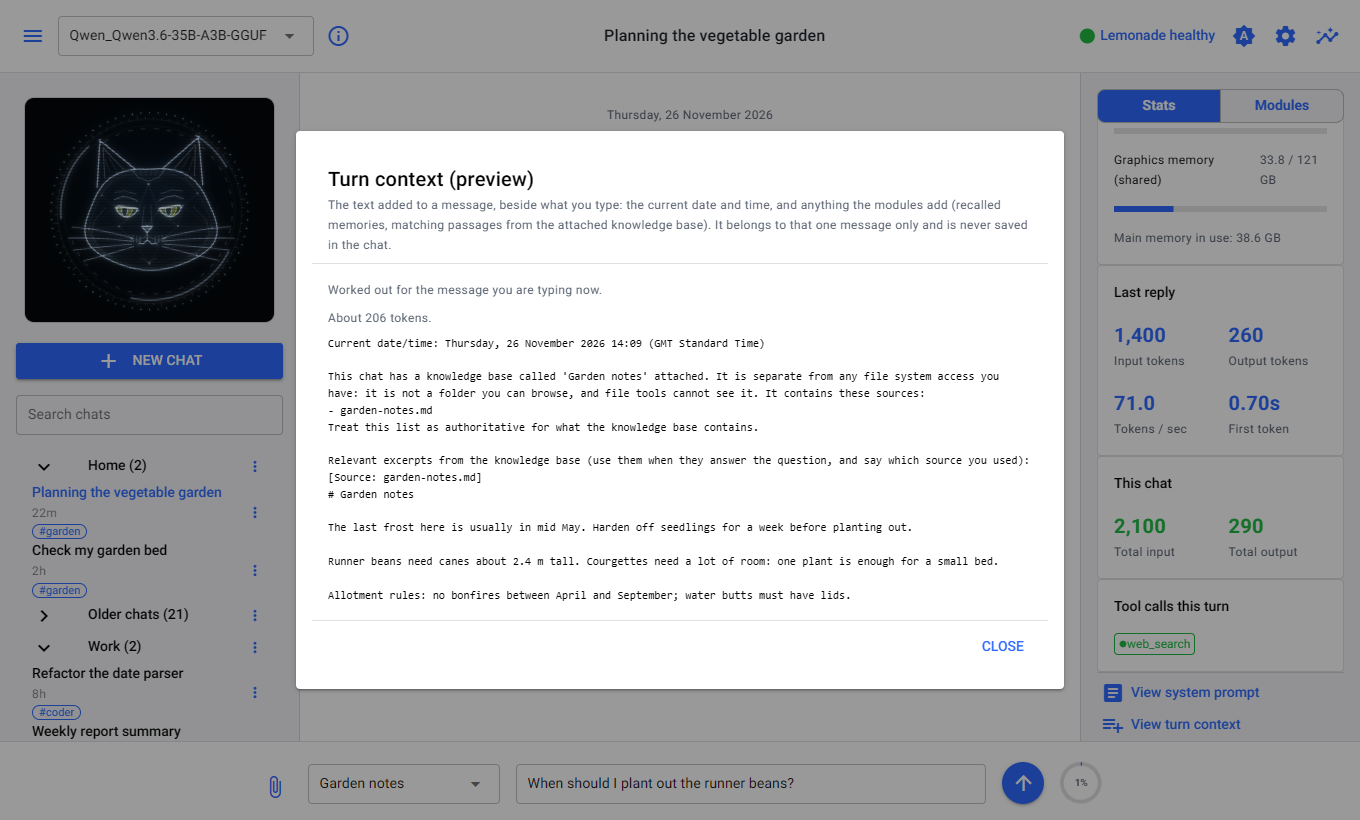 Qwen_Qwen3.6-35B-A3B-GGUF
Planning the vegetable garden
Lemonade healthy
A
Thursday, 26 November 2026
NEW CHAT
Search chats
Home (2)
Planning the vegetable garden
22m
#garden
Check my garden bed
2h
#garden
Older chats (21)
Work (2)
Refactor the date parser
8h
#coder
Weekly report summary
Turn context (preview)
The text added to a message, beside what you type: the current date and time, and anything the modules add (recalled
memories, matching passages from the attached knowledge base). It belongs to that one message only and is never saved
in the chat.
Worked out for the message you are typing now.
About 206 tokens.
Current date/time: Thursday, 26 November 2026 14:09 (GMT Standard Time)
This chat has a knowledge base called 'Garden notes' attached. It is separate from any file system access you
have: it is not a folder you can browse, and file tools cannot see it. It contains these sources:
- garden-notes.md
Treat this list as authoritative for what the knowledge base contains.
Relevant excerpts from the knowledge base (use them when they answer the question, and say which source you used):
[Source: garden-notes.md]
# Garden notes
The last frost here is usually in mid May. Harden off seedlings for a week before planting out.
Runner beans need canes about 2.4 m tall. Courgettes need a lot of room: one plant is enough for a small bed.
Allotment rules: no bonfires between April and September; water butts must have lids.
CLOSE
Stats
Modules
Graphics memory 33.8 / 121
(shared) GB
Main memory in use: 38.6 GB
Last reply
1,400 260
Input tokens Output tokens
71.0 0.70s
Tokens / sec First token
This chat
2,100 290
Total input Total output
Tool calls this turn
web_search
View system prompt
View turn context
Garden notes
When should I plant out the runner beans?
1%